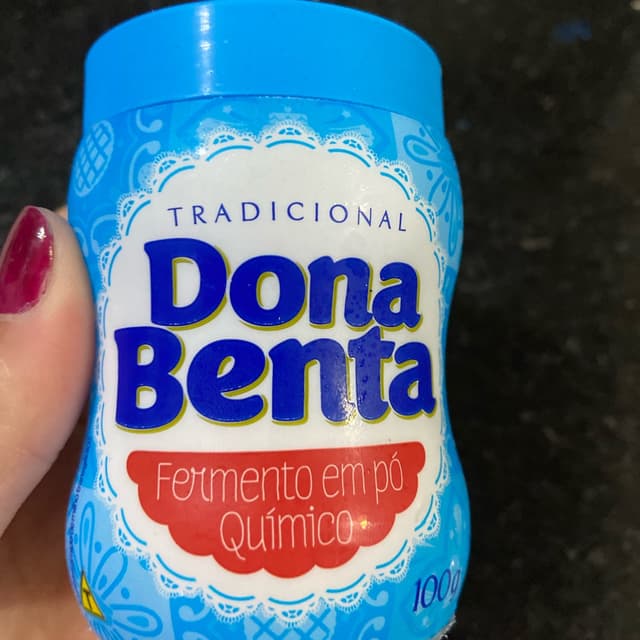 TRADICIONAL
Dona
Benta
Fermento em pó
Químico
100g